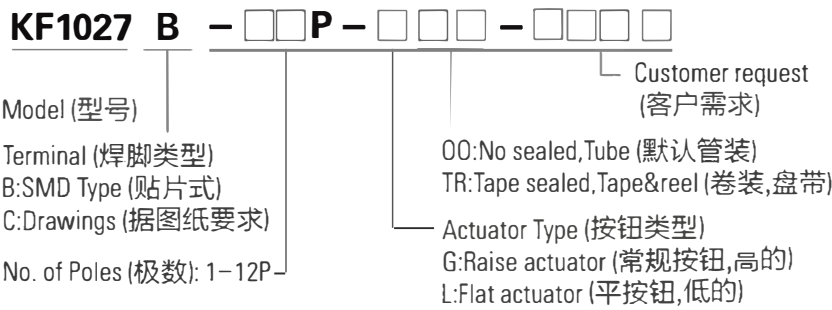 KF1027 B – □□P – □ □□ – □□□□
Customer request
(客户需求)
Model (型号)
Terminal (焊脚类型)
B:SMD Type (贴片式)
C:Drawings (据图纸要求)
No. of Poles (极数): 1–12P
OO:No sealed,Tube (默认管装)
TR:Tape sealed,Tape&reel (卷装,盘带)
Actuator Type (按钮类型)
G:Raise actuator (常规按钮,高的)
L:Flat actuator (平按钮,低的)